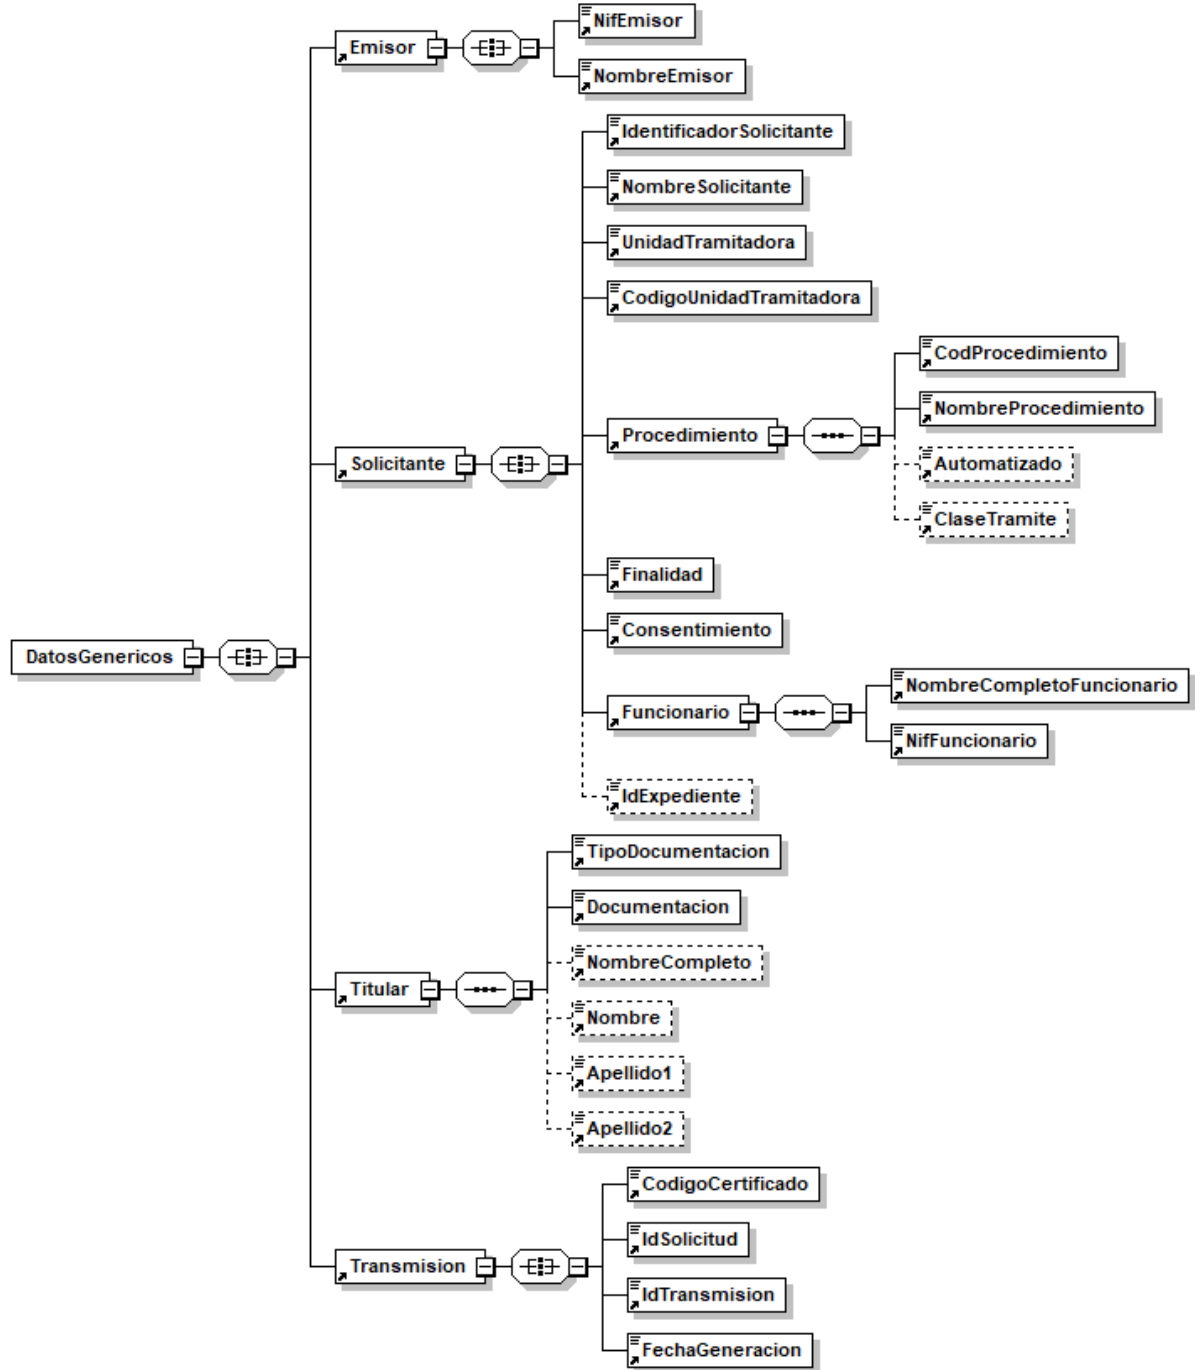 NifEmisor
Emisor
NombreEmisor
IdentificadorSolicitante
NombreSolicitante
UnidadTramitadora
CodigoUnidadTramitadora
CodProcedimiento
NombreProcedimiento
Procedimiento
Solicitante
Automatizado
ClaseTramite
Finalidad
Consentimiento
DatosGenericos
NombreCompletoFuncionario
Funcionario
NifFuncionario
IdExpediente
TipoDocumentacion
Documentacion
NombreCompleto
Titular
Nombre
Apellido1
Apellido2
CodigoCertificado
IdSolicitud
Transmision
IdTransmision
FechaGeneracion